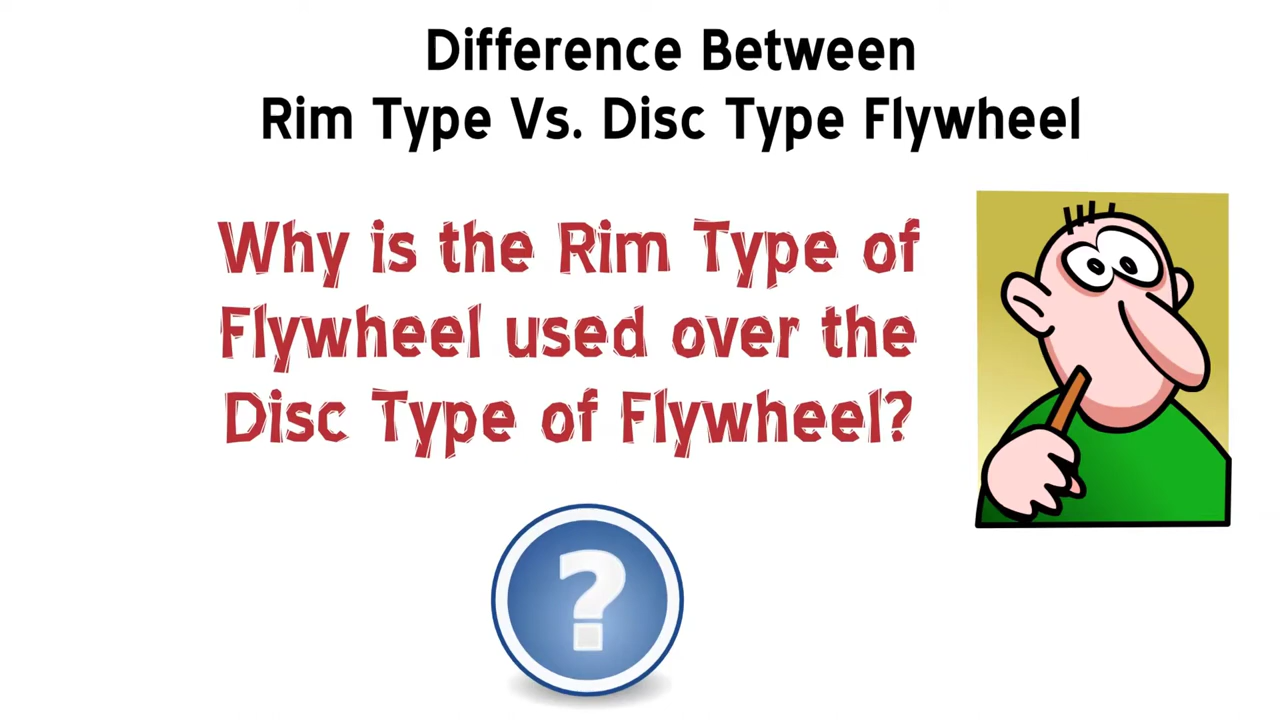 Difference Between
Rim Type Vs. Disc Type Flywheel
Why is the Rim Type of
Flywheel used over the
Disc Type of Flywheel?
?